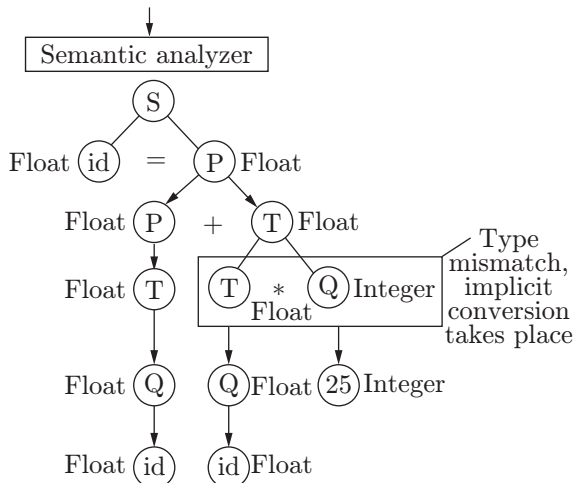 Semantic analyzer
S
Float id = P Float
Float P + T Float
Type
mismatch,
implicit
conversion
takes place
Float T T * Q Integer
Float
Float Q Q Float 25 Integer
Float id id Float